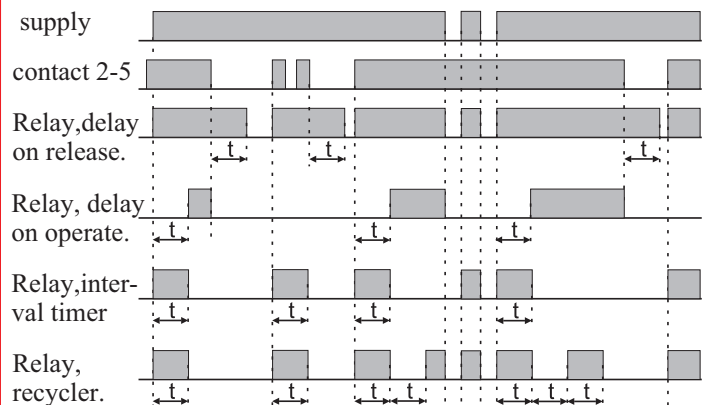 supply
contact 2-5
Relay,delay
on release.
t t t
Relay, delay
on operate.
t t t
Relay,inter-
val timer
t t t t
Relay,
recycler.
t t t t t t t